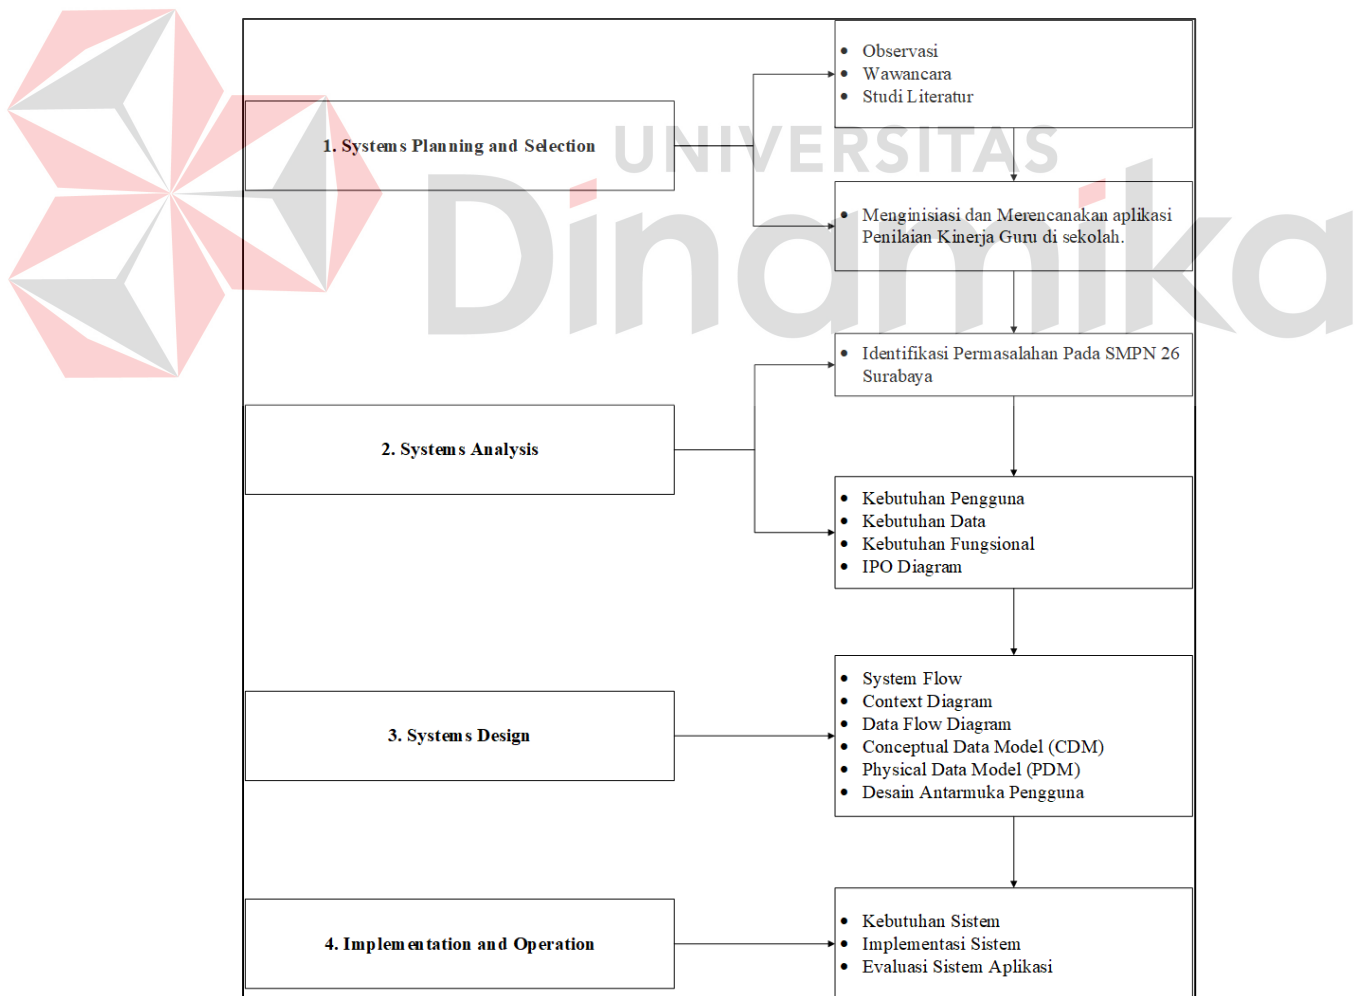 Observasi
Wawancara
Studi Literatur
1. Systems Planning and Selection
UNIVERSITAS
Dinamika
Menginisiasi dan Merencanakan aplikasi
Penilaian Kinerja Guru di sekolah.
Identifikasi Permasalahan Pada SMPN 26
Surabaya
2. Systems Analysis
Kebutuhan Pengguna
Kebutuhan Data
Kebutuhan Fungsional
IPO Diagram
3. Systems Design
System Flow
Context Diagram
Data Flow Diagram
Conceptual Data Model (CDM)
Physical Data Model (PDM)
Desain Antarmuka Pengguna
4. Implementation and Operation
Kebutuhan Sistem
Implementasi Sistem
Evaluasi Sistem Aplikasi